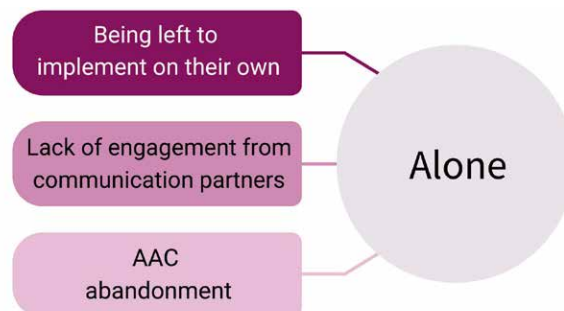 Being left to
implement on their own
Lack of engagement from
communication partners
AAC
abandonment
Alone